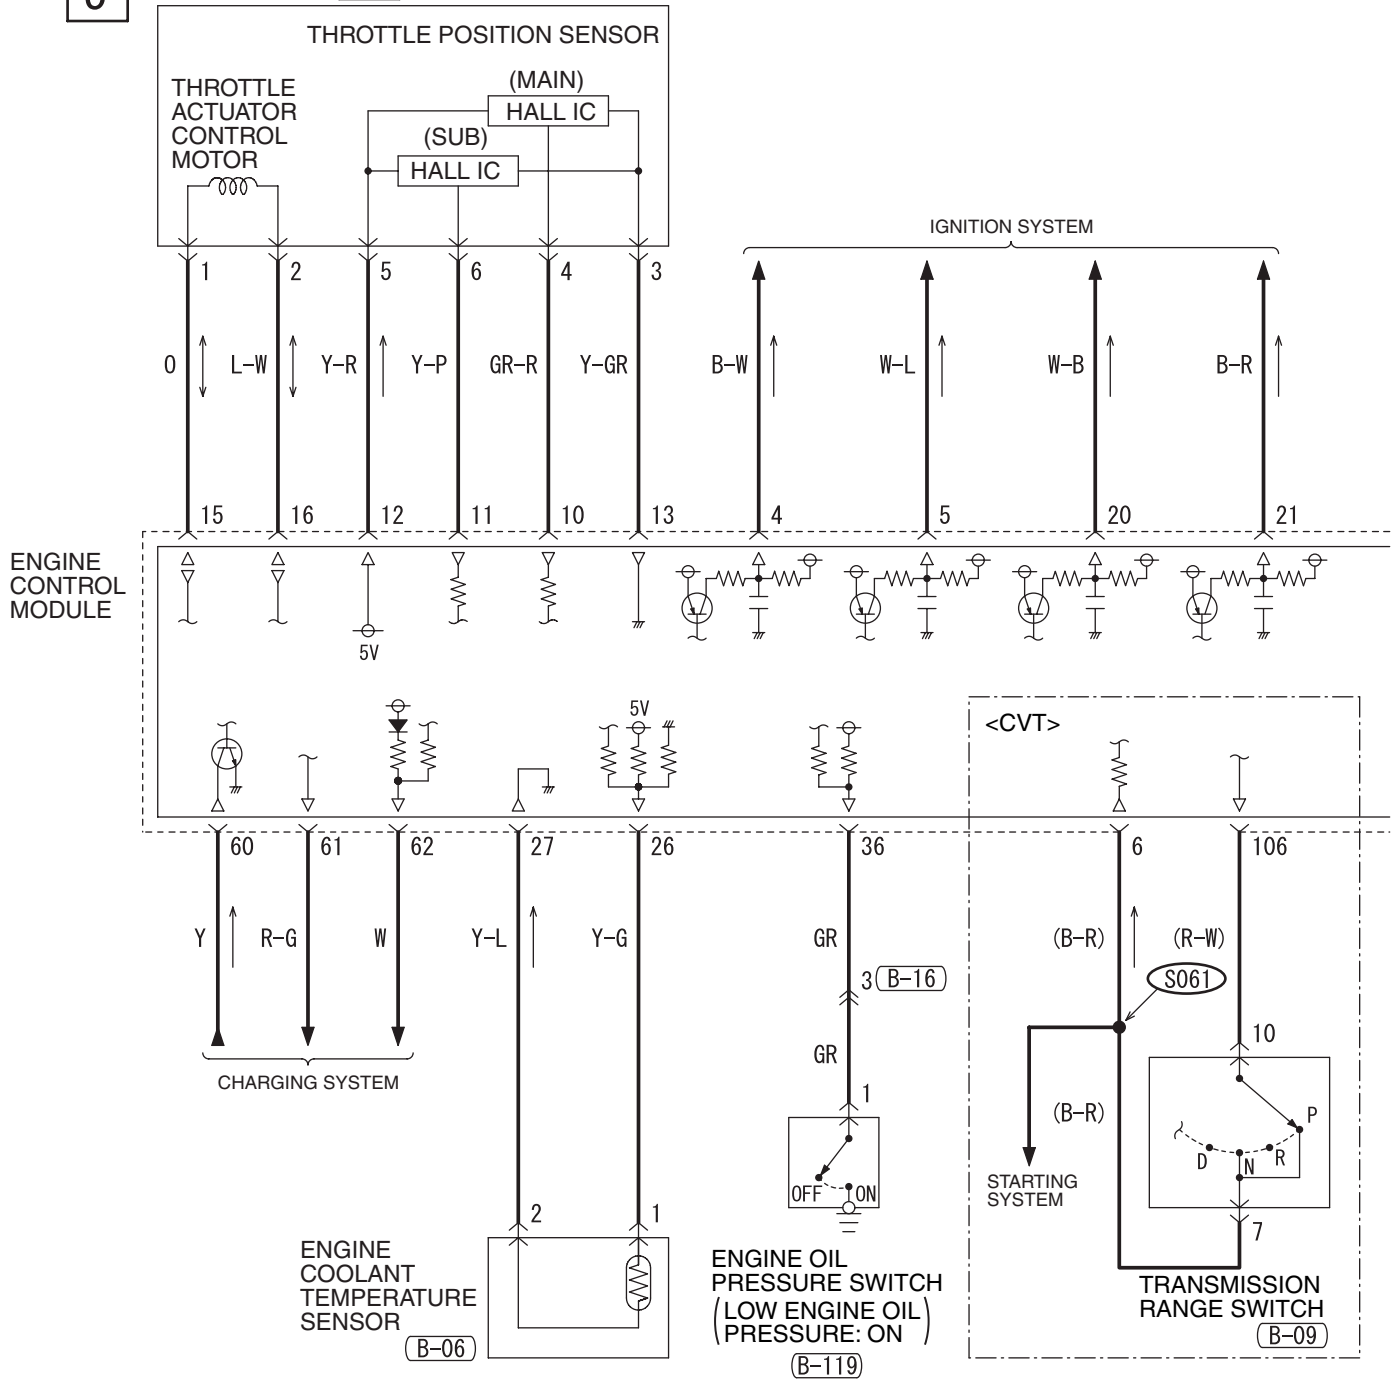 THROTTLE POSITION SENSOR
THROTTLE
ACTUATOR
CONTROL
MOTOR
(MAIN)
HALL IC
(SUB)
HALL IC
IGNITION SYSTEM
1 2 5 6 4 3
O L-W Y-R Y-P GR-R Y-GR B-W W-L W-B B-R
15 16 12 11 10 13 4 5 20 21
ENGINE
CONTROL
MODULE
5V
5V
<CVT>
60 61 62 27 26 36 6 106
Y R-G W Y-L Y-G GR (B-R) (R-W)
3 B-16
S061
10
GR
CHARGING SYSTEM
1
(B-R)
P
D N R
OFF ON
STARTING
SYSTEM
2 1
7
ENGINE
COOLANT
TEMPERATURE
SENSOR
B-06
ENGINE OIL
PRESSURE SWITCH
(LOW ENGINE OIL
PRESSURE: ON)
B-119
TRANSMISSION
RANGE SWITCH
B-09